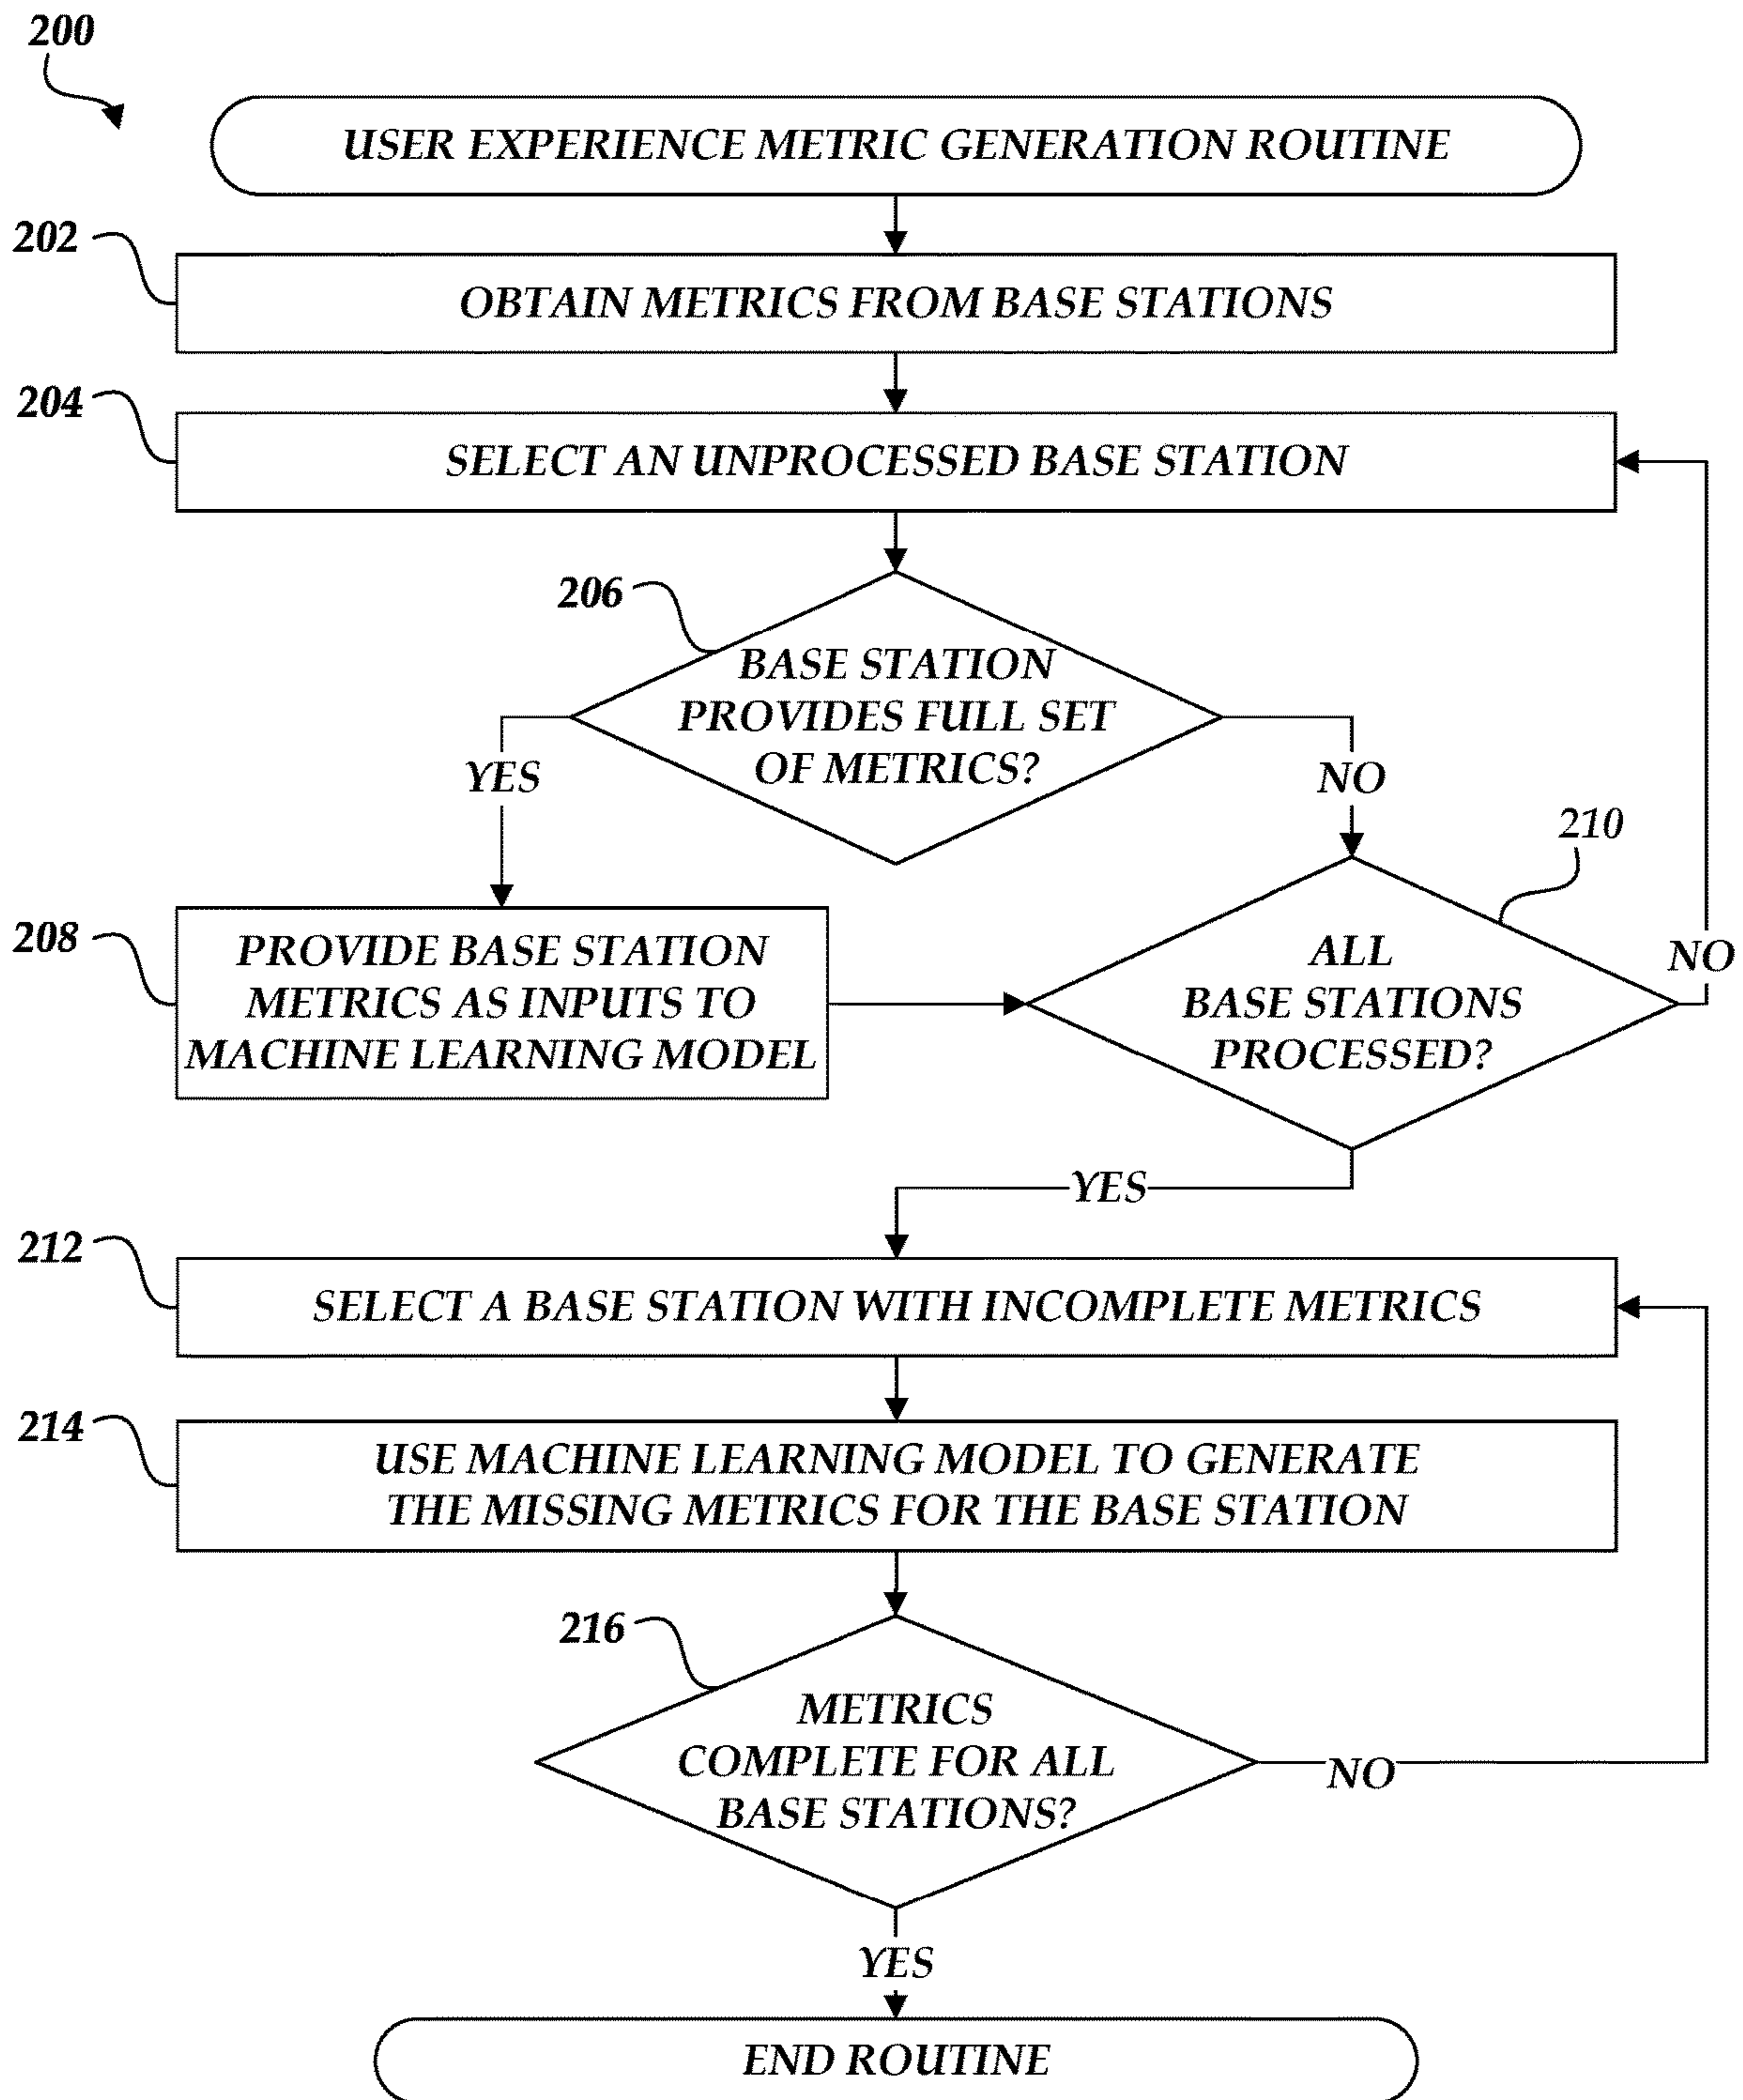 200
USER EXPERIENCE METRIC GENERATION ROUTINE
202
OBTAIN METRICS FROM BASE STATIONS
204
SELECT AN UNPROCESSED BASE STATION
206
BASE STATION
PROVIDES FULL SET
OF METRICS?
YES
NO
210
208
PROVIDE BASE STATION
METRICS AS INPUTS TO
MACHINE LEARNING MODEL
ALL
BASE STATIONS
PROCESSED?
NO
YES
212
SELECT A BASE STATION WITH INCOMPLETE METRICS
214
USE MACHINE LEARNING MODEL TO GENERATE
THE MISSING METRICS FOR THE BASE STATION
216
METRICS
COMPLETE FOR ALL
BASE STATIONS?
NO
YES
END ROUTINE